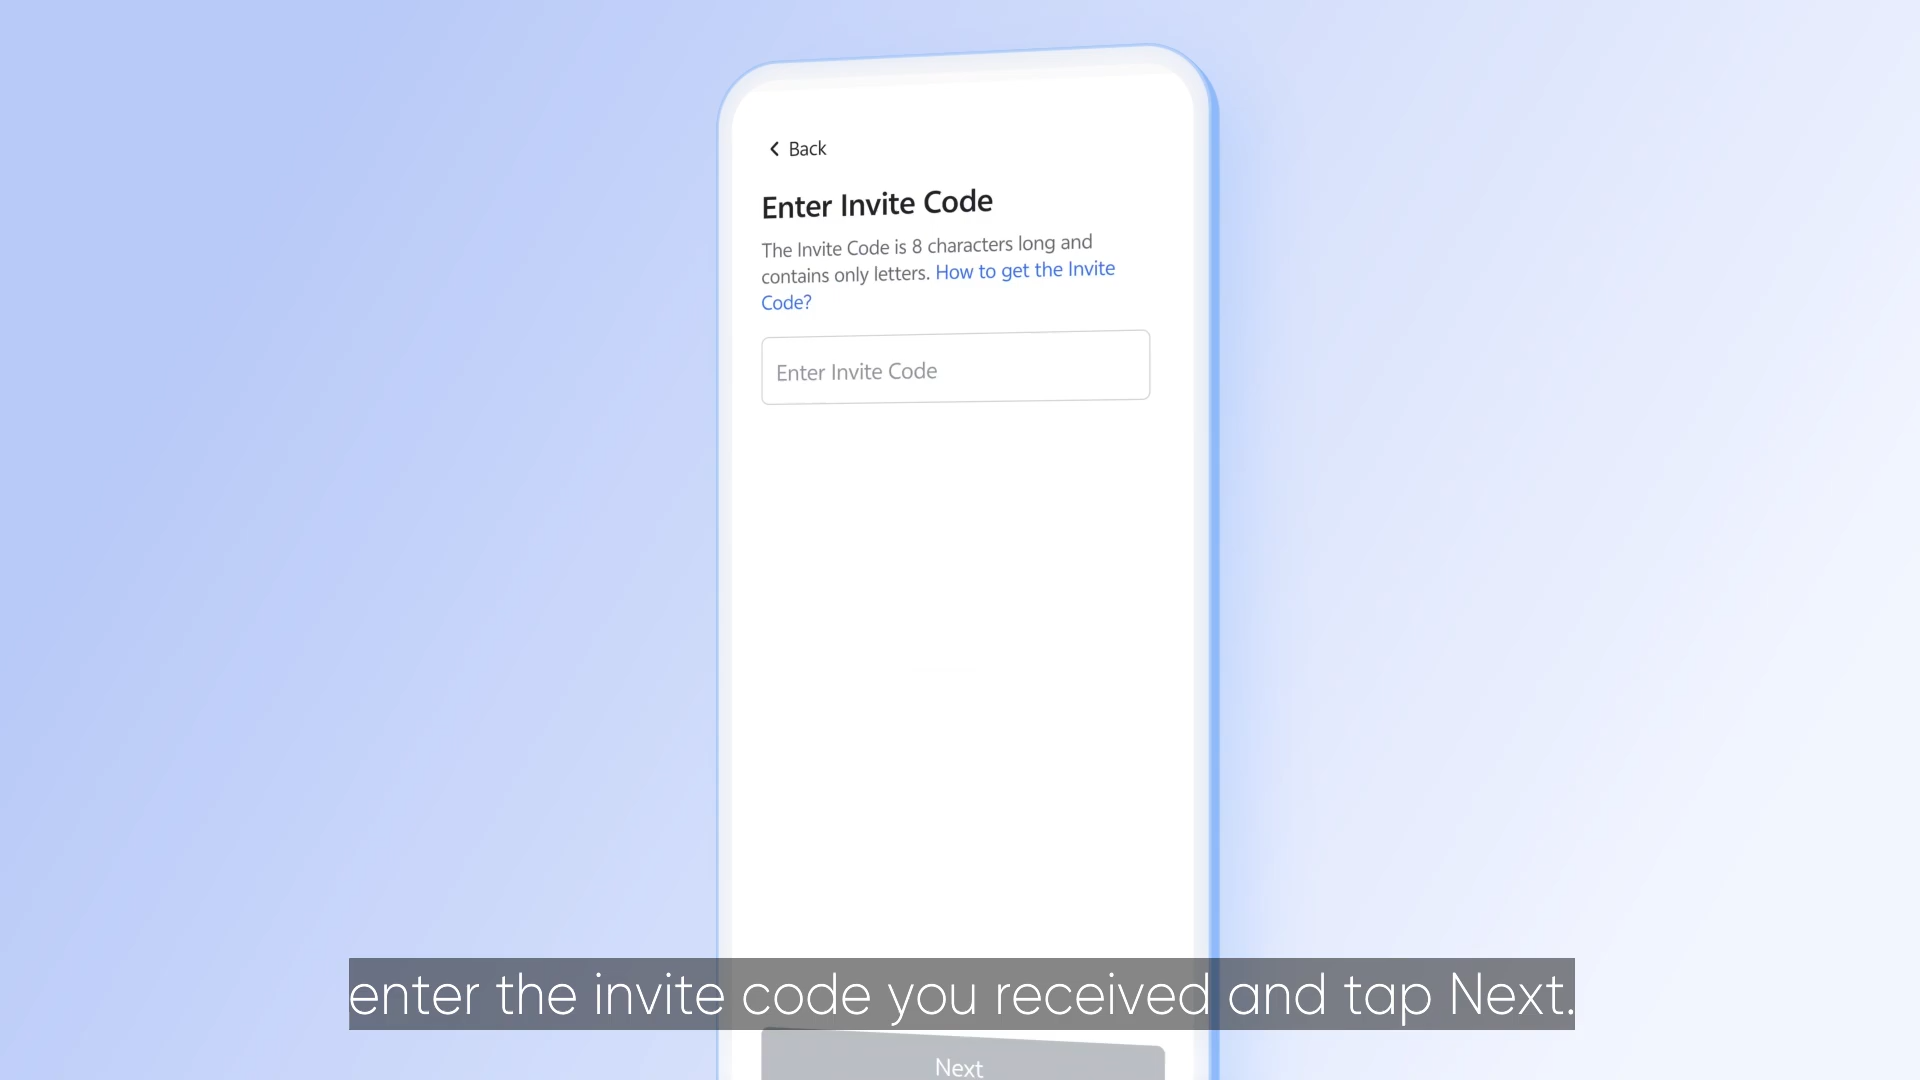 Back
Enter Invite Code
The Invite Code is 8 characters long and
contains only letters. How to get the Invite
Code?
Enter Invite Code
enter the invite code you received and tap Next.
Next